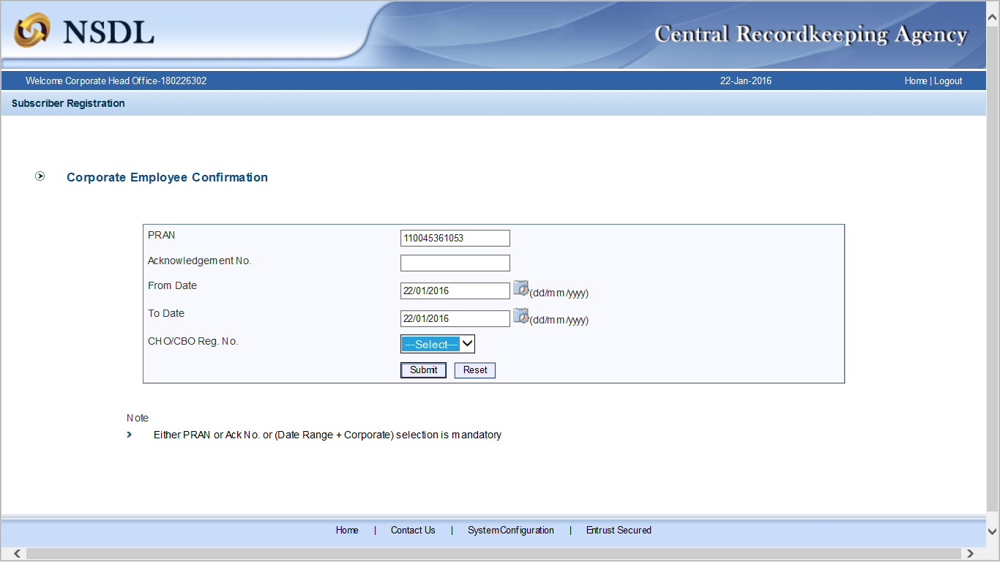 NSDL
Central Recordkeeping Agency
Welcome Corporate Head Office-180226302 22-Jan-2016 Home | Logout
Subscriber Registration
Corporate Employee Confirmation
PRAN 110045361053
Acknowledgement No.
From Date 22/01/2016 (dd/mm/yyyy)
To Date 22/01/2016 (dd/mm/yyyy)
CHO/CBO Reg. No. ---Select---
Submit Reset
Note
Either PRAN or Ack No. or (Date Range + Corporate) selection is mandatory
Home | Contact Us | System Configuration | Entrust Secured